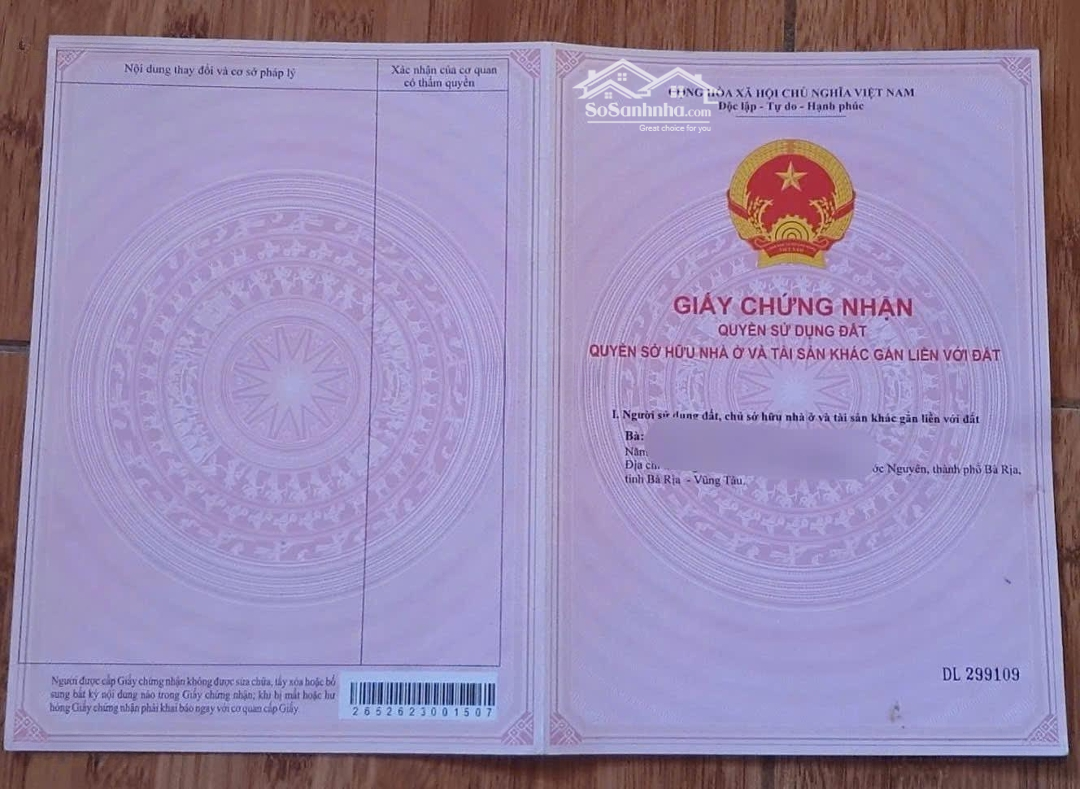 Nội dung thay đổi và cơ sở pháp lý
Xác nhận của cơ quan
có thẩm quyền
Người được cấp Giấy chứng nhận không được sửa chữa, tẩy xóa hoặc bổ
sung bất kỳ nội dung nào trong Giấy chứng nhận; khi bị mất hoặc hư
hỏng Giấy chứng nhận phải khai báo ngay với cơ quan cấp Giấy.
2652623001507
SoSanhnha.com
Great choice for you
CỘNG HÒA XÃ HỘI CHỦ NGHĨA VIỆT NAM
Độc lập - Tự do - Hạnh phúc
GIẤY CHỨNG NHẬN
QUYỀN SỬ DỤNG ĐẤT
QUYỀN SỞ HỮU NHÀ Ở VÀ TÀI SẢN KHÁC GẮN LIỀN VỚI ĐẤT
I. Người sử dụng đất, chủ sở hữu nhà ở và tài sản khác gắn liền với đất
Bà:
Năm
Địa ch Nguyên, thành phố Bà Rịa,
tỉnh Bà Rịa - Vũng Tàu.
DL 299109